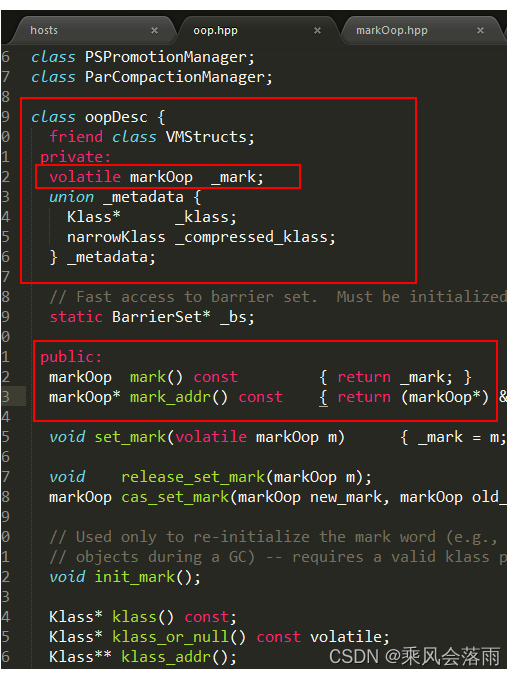 hosts × oop.hpp × markOop.hpp ×
6 class PSPromotionManager;
7 class ParCompactionManager;
8
9 class oopDesc {
0 friend class VMStructs;
1 private:
2 volatile markOop _mark;
3 union _metadata {
4 Klass* _klass;
5 narrowKlass _compressed_klass;
6 } _metadata;
7
8 // Fast access to barrier set. Must be initialized
9 static BarrierSet* _bs;
0
1 public:
2 markOop mark() const { return _mark; }
3 markOop* mark_addr() const { return (markOop*) &
4
5 void set_mark(volatile markOop m) { _mark = m;
6
7 void release_set_mark(markOop m);
8 markOop cas_set_mark(markOop new_mark, markOop old_
9
0 // Used only to re-initialize the mark word (e.g.,
1 // objects during a GC) -- requires a valid klass p
2 void init_mark();
3
4 Klass* klass() const;
5 Klass* klass_or_null() const volatile;
6 Klass** klass_addr();
CSDN @乘风会落雨